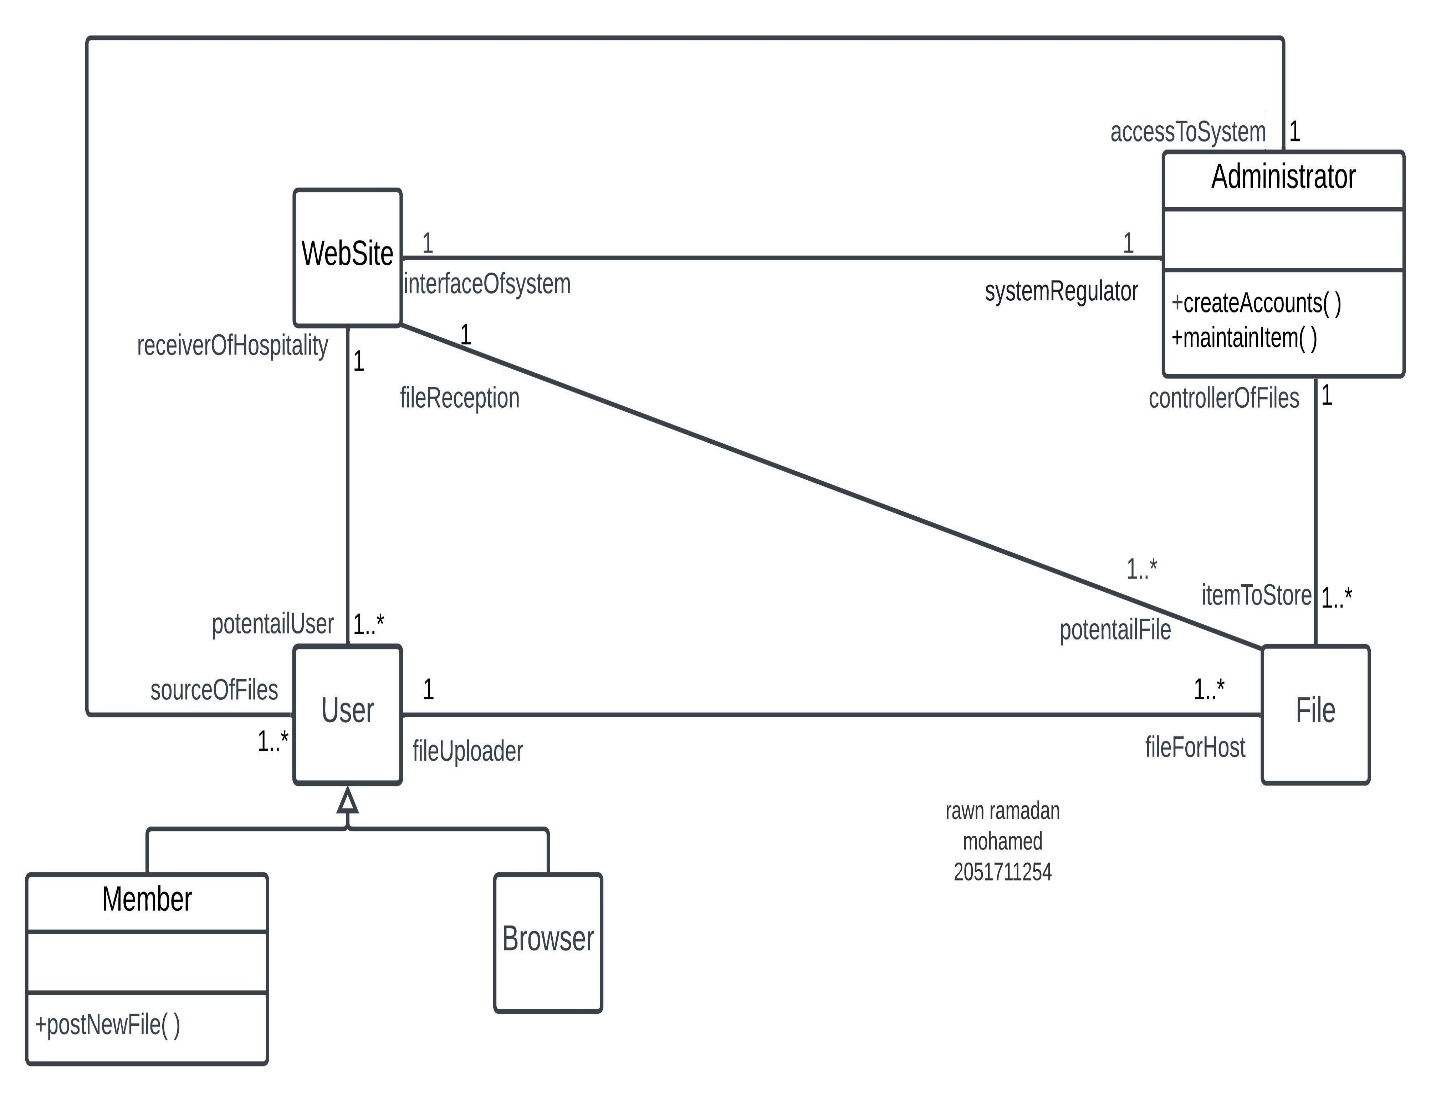 accessToSystem 1
Administrator
WebSite
1 1
interfaceOfsystem
systemRegulator
+createAccounts( )
+maintainItem( )
receiverOfHospitality
1
1
fileReception
controllerOfFiles 1
1..*
itemToStore 1..*
potentailUser 1..*
potentailFile
sourceOfFiles
1 1..*
User
File
1..*
fileUploader
fileForHost
rawn ramadan
mohamed
2051711254
Member
Browser
+postNewFile( )